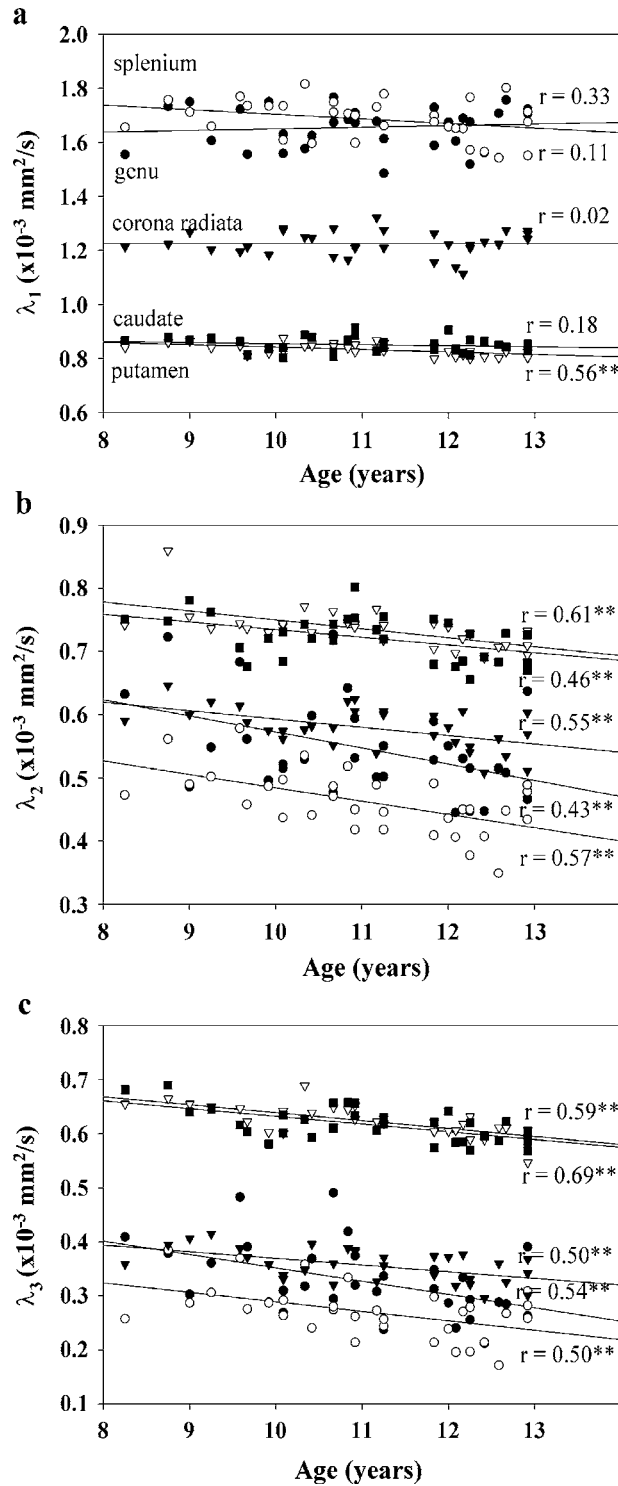 a
2.0
splenium
1.8
r = 0.33
1.6
r = 0.11
genu
1.4
corona radiata
r = 0.02
1.2
λ1 (x10-3 mm2/s)
1.0
caudate
r = 0.18
0.8
putamen
r = 0.56**
0.6
8 9 10 11 12 13
Age (years)
b
0.9
0.8
r = 0.61**
0.7
r = 0.46**
0.6
r = 0.55**
λ2 (x10-3 mm2/s)
0.5
r = 0.43**
0.4
r = 0.57**
0.3
8 9 10 11 12 13
Age (years)
c
0.8
0.7
r = 0.59**
0.6
r = 0.69**
0.5
λ3 (x10-3 mm2/s)
0.4
r = 0.50**
0.3
r = 0.54**
0.2
r = 0.50**
0.1
8 9 10 11 12 13
Age (years)